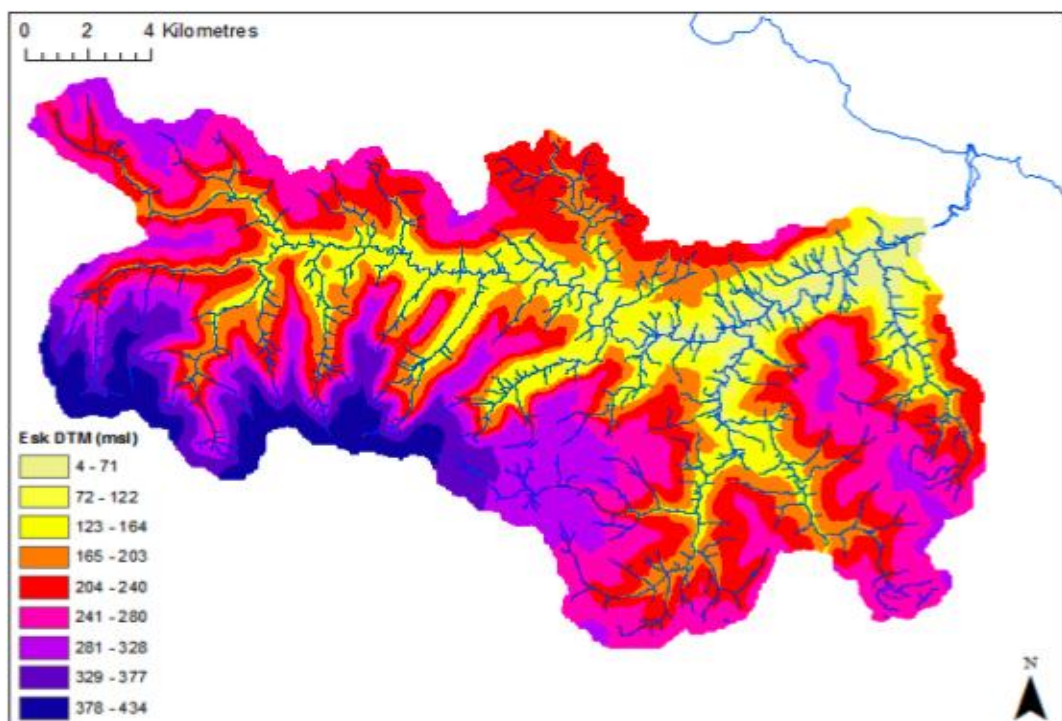 0 2 4 Kilometres
Esk DTM (msl)
4 - 71
72 - 122
123 - 164
165 - 203
204 - 240
241 - 280
281 - 328
329 - 377
378 - 434
N